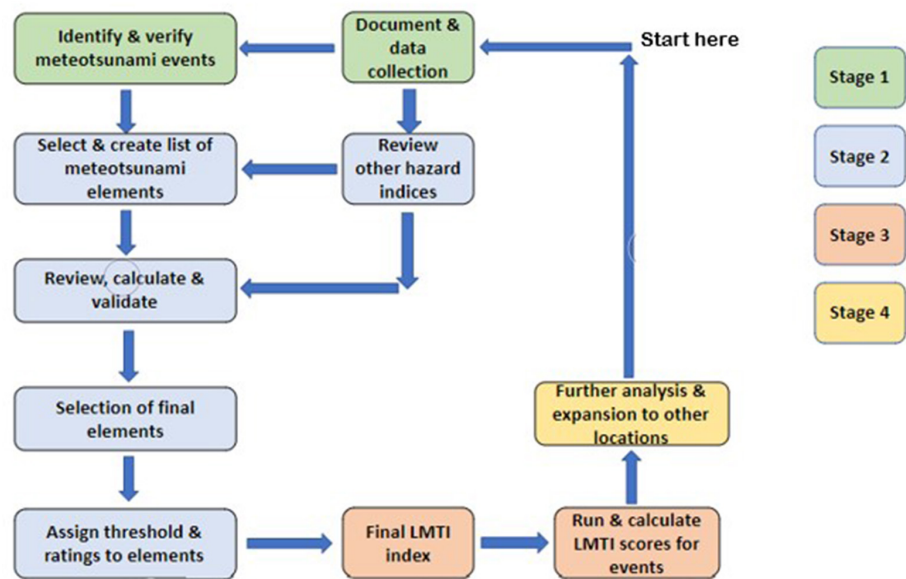 Identify & verify
meteotsunami events
Document &
data
collection
Start here
Stage 1
Select & create list of
meteotsunami
elements
Review
other hazard
indices
Stage 2
Review, calculate &
validate
Stage 3
Stage 4
Selection of final
elements
Further analysis &
expansion to other
locations
Assign threshold &
ratings to elements
Final LMTI
index
Run & calculate
LMTI scores for
events